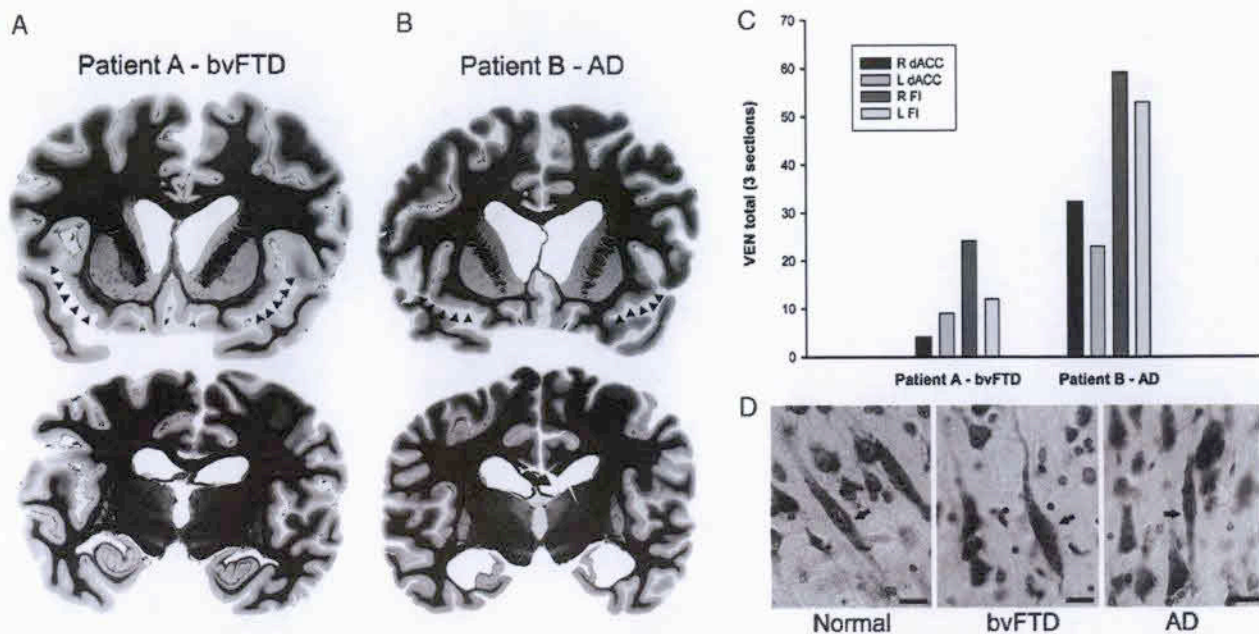 A
Patient A - bvFTD
B
Patient B - AD
C
VEN total (3 sections)
70
60
50
40
30
20
10
0
R dACC
L dACC
R FI
L FI
Patient A - bvFTD
Patient B - AD
D
Normal
bvFTD
AD